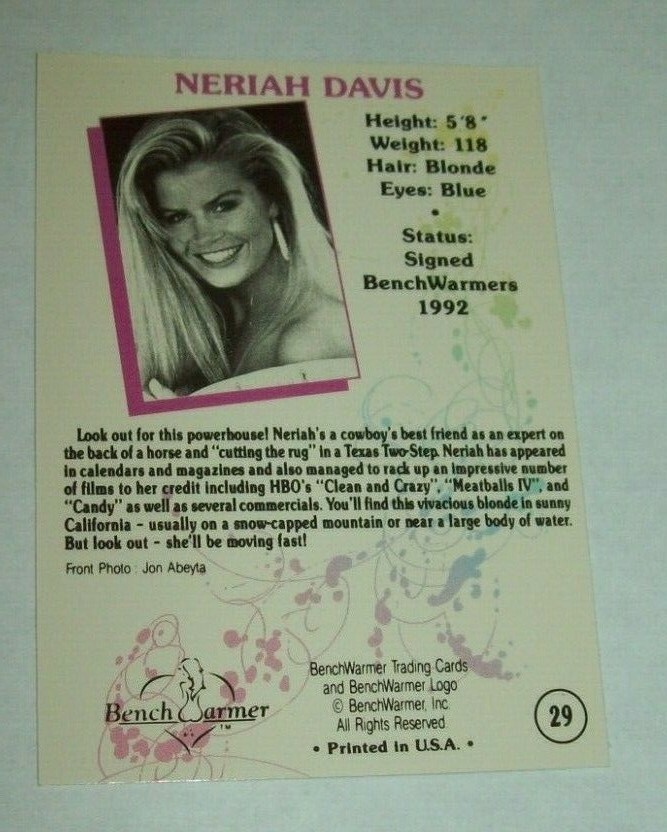 NERIAH DAVIS
Height: 5'8"
Weight: 118
Hair: Blonde
Eyes: Blue
•
Status:
Signed
BenchWarmers
1992
Look out for this powerhouse! Neriah's a cowboy's best friend as an expert on
the back of a horse and "cutting the rug" in a Texas Two-Step. Neriah has appeared
in calendars and magazines and also managed to rack up an impressive number
of films to her credit including HBO's "Clean and Crazy", "Meatballs IV", and
"Candy" as well as several commercials. You'll find this vivacious blonde in sunny
California - usually on a snow-capped mountain or near a large body of water.
But look out - she'll be moving fast!
Front Photo : Jon Abeyta
Bench Warmer ™
BenchWarmer Trading Cards
and BenchWarmer Logo
© BenchWarmer, Inc.
All Rights Reserved.
• Printed in U.S.A. •
29